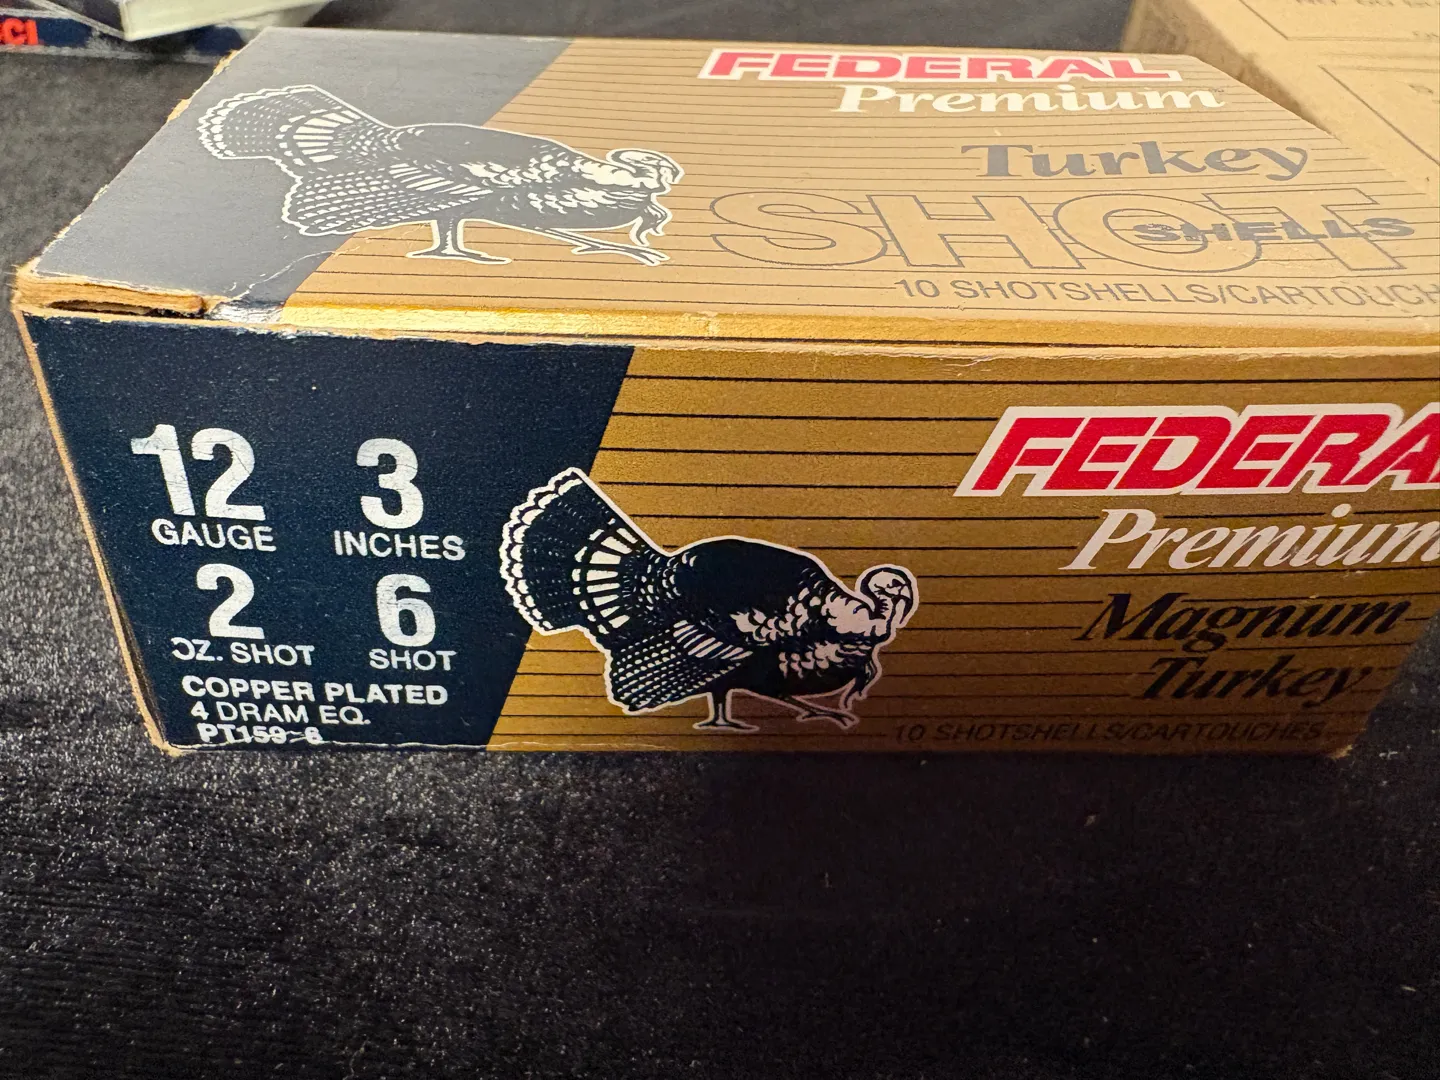 CCI
FEDERAL
Premium
Turkey
SHOT
SHELLS
10 SHOTSHELLS/CARTOUCH
12
GAUGE
3
INCHES
2
OZ. SHOT
6
SHOT
COPPER PLATED
4 DRAM EQ.
PT159-6
FEDERA
Premium
Magnum
Turkey
10 SHOTSHELLS/CARTOUCHES